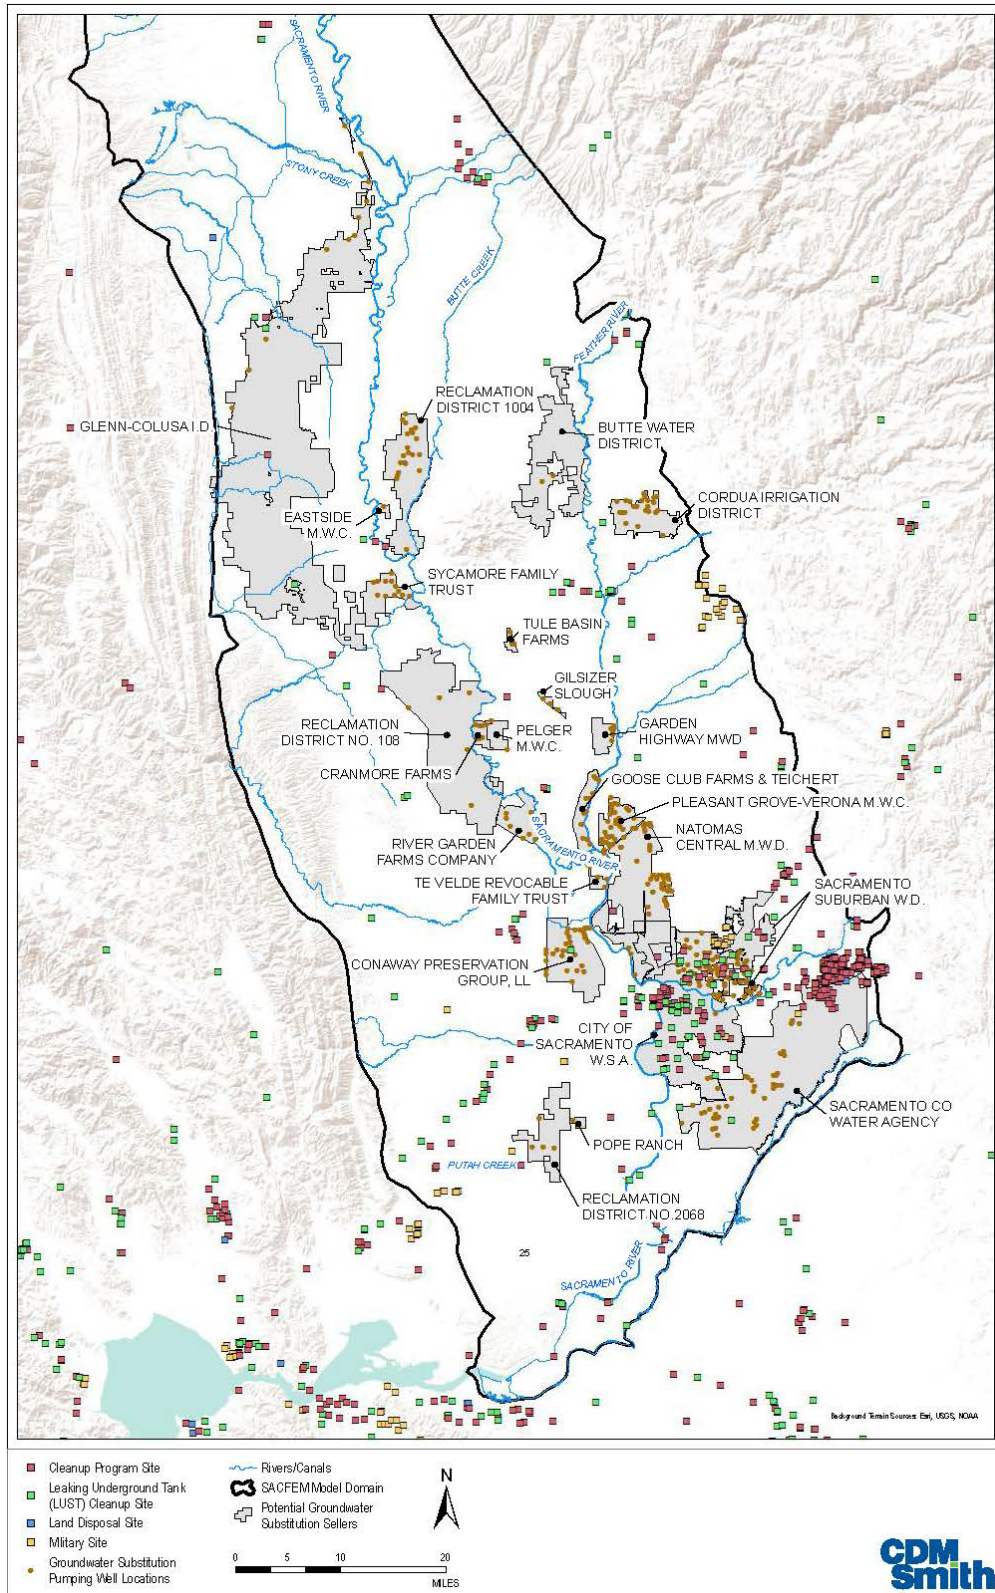 SACRAMENTO RIVER
STONY CREEK
BUTTE CREEK
FEATHER RIVER
RECLAMATION
DISTRICT 1004
GLENN-COLUSA I.D.
BUTTE WATER
DISTRICT
CORDUA IRRIGATION
DISTRICT
EASTSIDE
M.W.C.
SYCAMORE FAMILY
TRUST
TULE BASIN
FARMS
GILSIZER
SLOUGH
RECLAMATION
DISTRICT NO. 108
PELGER
M.W.C.
GARDEN
HIGHWAY MWD
CRANMORE FARMS
GOOSE CLUB FARMS & TEICHERT
PLEASANT GROVE-VERONA M.W.C.
NATOMAS
CENTRAL M.W.D.
RIVER GARDEN
FARMS COMPANY
SACRAMENTO RIVER
TE VELDE REVOCABLE
FAMILY TRUST
SACRAMENTO
SUBURBAN W.D.
CONAWAY PRESERVATION
GROUP, LL
CITY OF
SACRAMENTO
W.S.A.
SACRAMENTO CO
WATER AGENCY
POPE RANCH
PUTAH CREEK
RECLAMATION
DISTRICT NO.2068
25
SACRAMENTO RIVER
Background Terrain Sources: Esri, USGS, NOAA
Cleanup Program Site
Leaking Underground Tank
(LUST) Cleanup Site
Land Disposal Site
Military Site
Groundwater Substitution
Pumping Well Locations
Rivers/Canals
SACFEM Model Domain
Potential Groundwater
Substitution Sellers
0 5 10 20
MILES
N
CDM
Smith